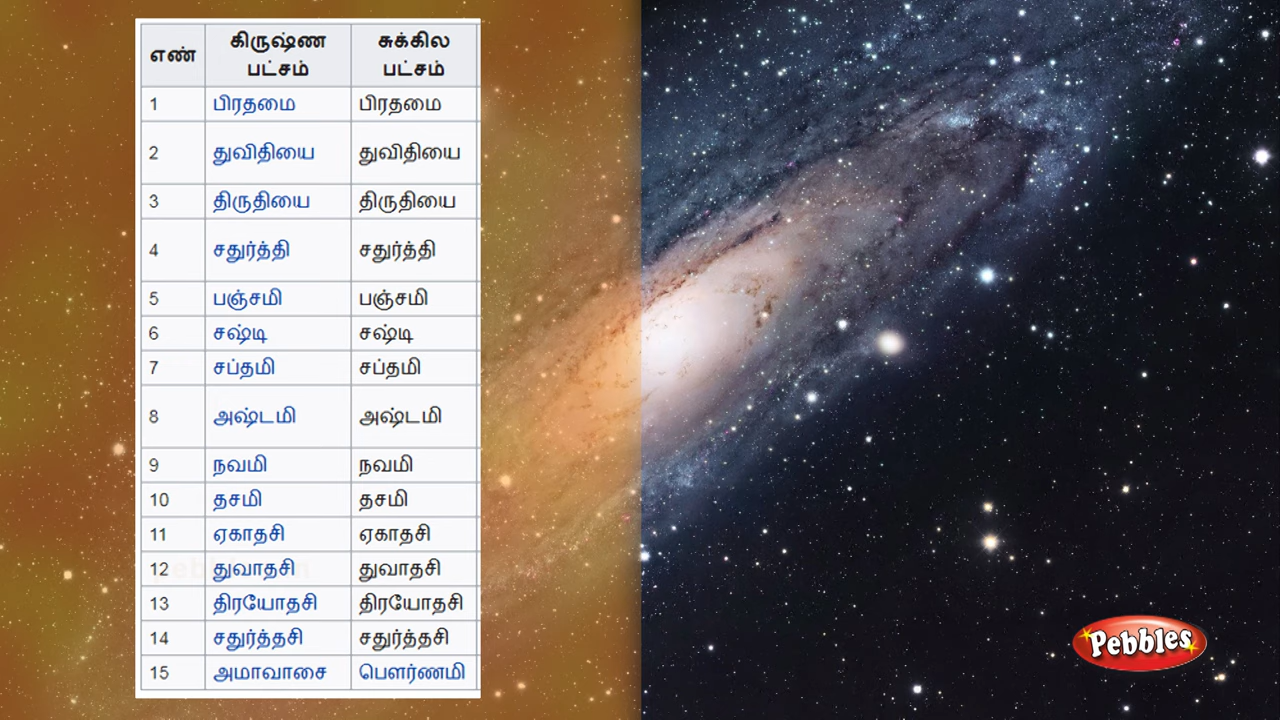 எண் கிருஷ்ண பட்சம் சுக்கில பட்சம்
1 பிரதமை பிரதமை
2 துவிதியை துவிதியை
3 திருதியை திருதியை
4 சதுர்த்தி சதுர்த்தி
5 பஞ்சமி பஞ்சமி
6 சஷ்டி சஷ்டி
7 சப்தமி சப்தமி
8 அஷ்டமி அஷ்டமி
9 நவமி நவமி
10 தசமி தசமி
11 ஏகாதசி ஏகாதசி
12 துவாதசி துவாதசி
13 திரயோதசி திரயோதசி
14 சதுர்த்தசி சதுர்த்தசி
15 அமாவாசை பௌர்ணமி
Pebbles